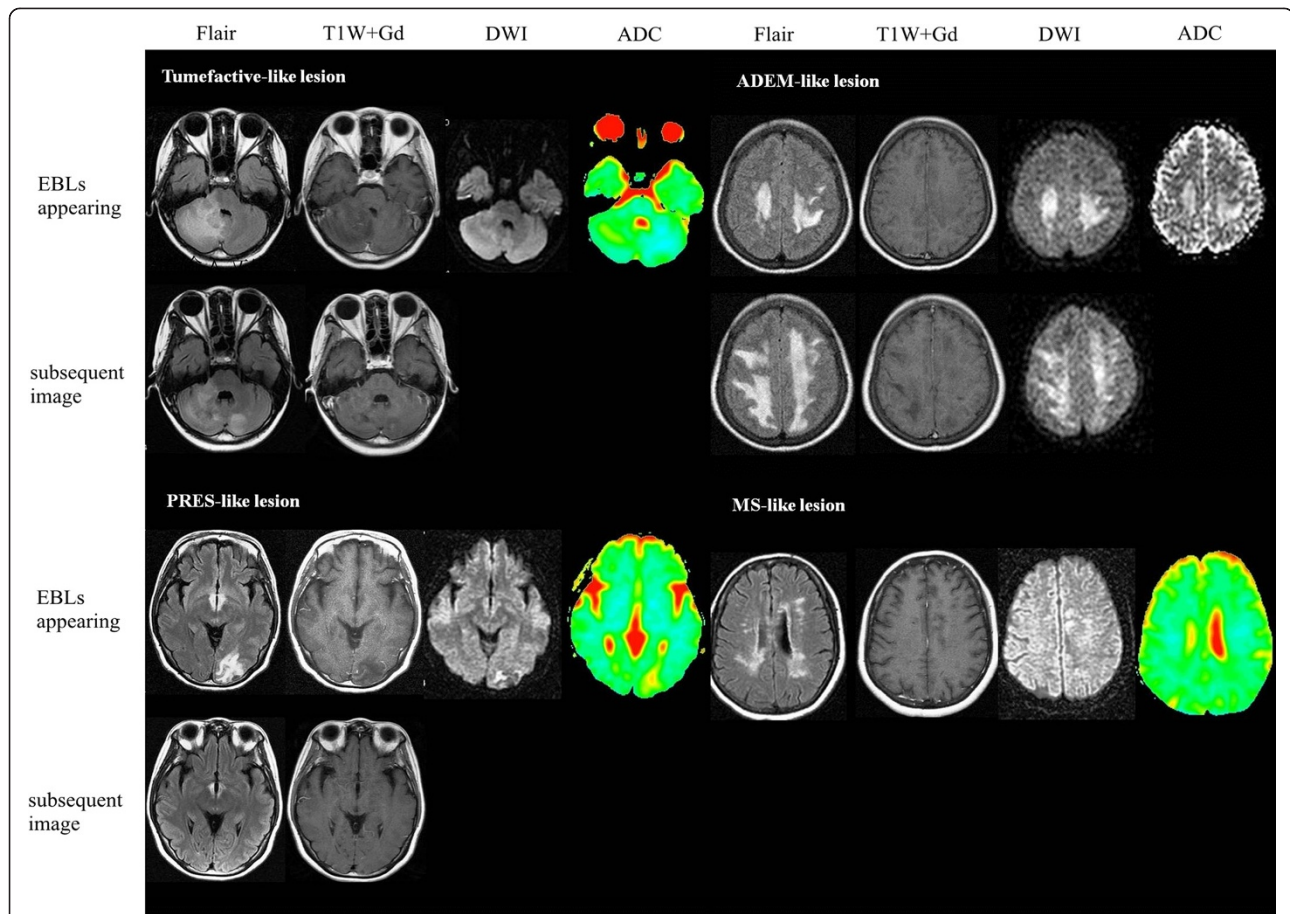 Flair T1W+Gd DWI ADC Flair T1W+Gd DWI ADC
Tumefactive-like lesion
ADEM-like lesion
EBLs
appearing
subsequent
image
PRES-like lesion
MS-like lesion
EBLs
appearing
subsequent
image